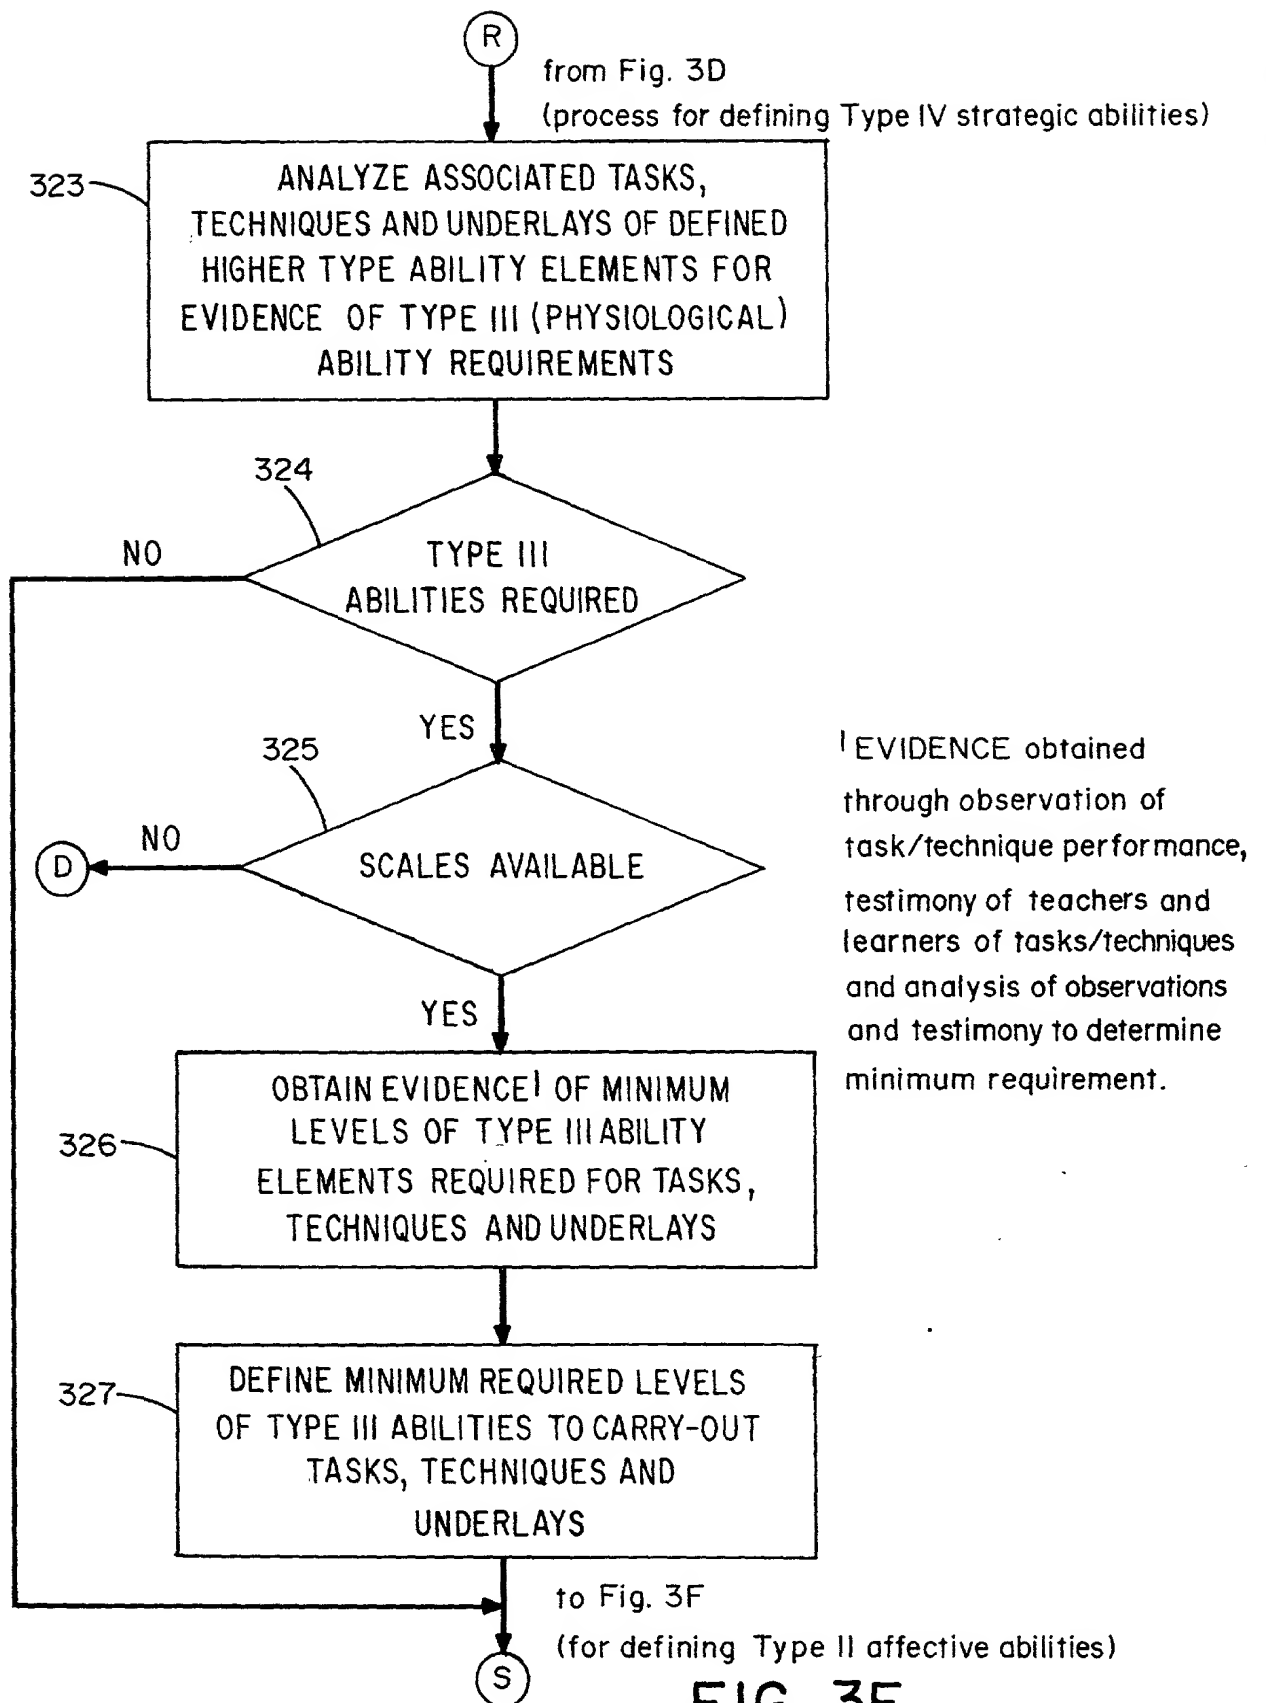 R
from Fig. 3D
(process for defining Type IV strategic abilities)
323
ANALYZE ASSOCIATED TASKS,
TECHNIQUES AND UNDERLAYS OF DEFINED
HIGHER TYPE ABILITY ELEMENTS FOR
EVIDENCE OF TYPE III (PHYSIOLOGICAL)
ABILITY REQUIREMENTS
324
NO
TYPE III
ABILITIES REQUIRED
YES
325
NO
D
SCALES AVAILABLE
YES
1 EVIDENCE obtained
through observation of
task/technique performance,
testimony of teachers and
learners of tasks/techniques
and analysis of observations
and testimony to determine
minimum requirement.
326
OBTAIN EVIDENCE1 OF MINIMUM
LEVELS OF TYPE III ABILITY
ELEMENTS REQUIRED FOR TASKS,
TECHNIQUES AND UNDERLAYS
327
DEFINE MINIMUM REQUIRED LEVELS
OF TYPE III ABILITIES TO CARRY-OUT
TASKS, TECHNIQUES AND
UNDERLAYS
to Fig. 3F
(for defining Type II affective abilities)
S